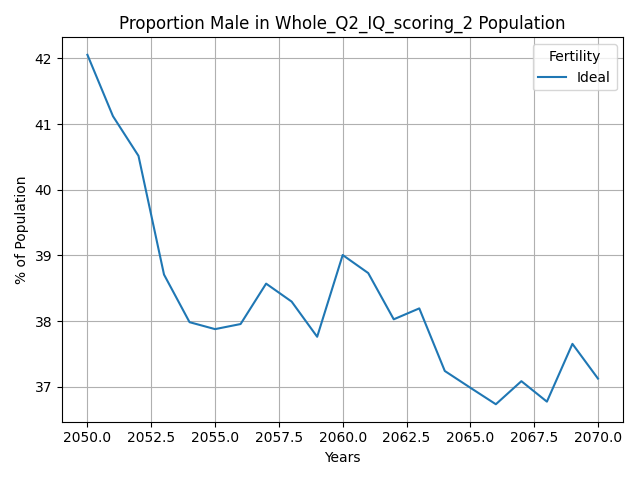 Proportion Male in Whole_Q2_IQ_scoring_2 Population
Fertility
Ideal
% of Population
42
41
40
39
38
37
2050.0 2052.5 2055.0 2057.5 2060.0 2062.5 2065.0 2067.5 2070.0
Years